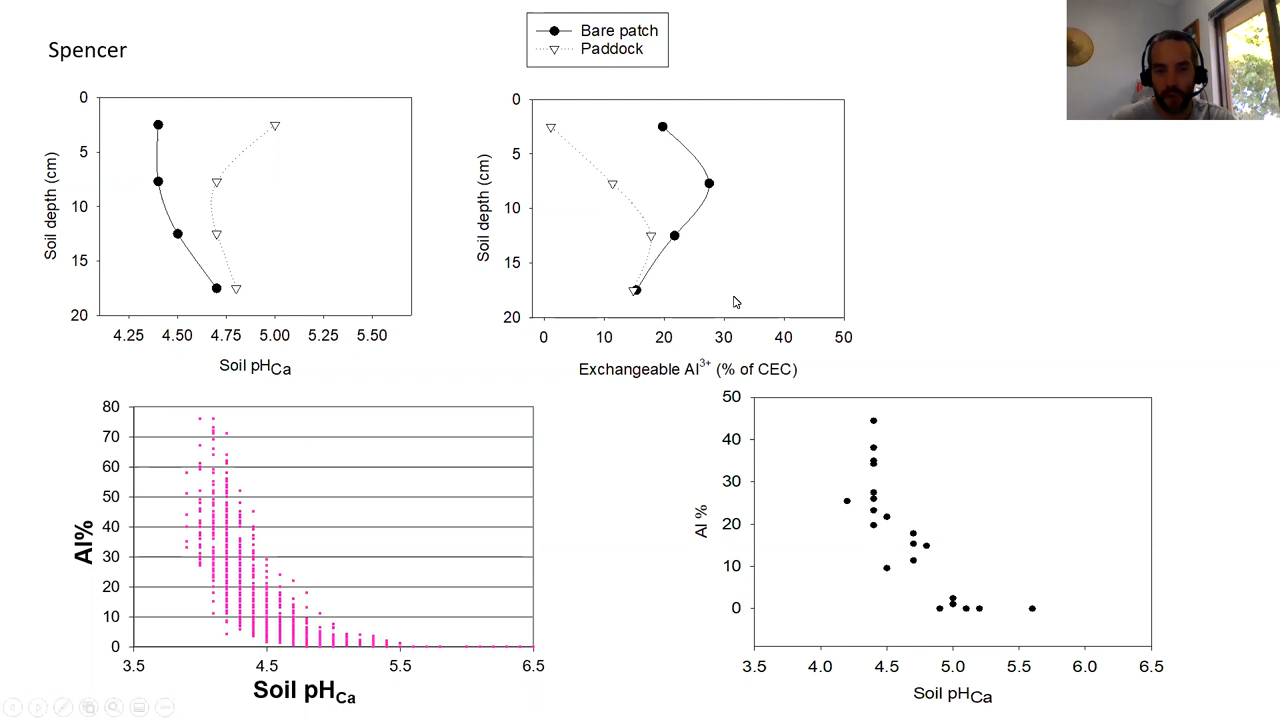 Spencer
Bare patch
Paddock
0
5
10
15
20
Soil depth (cm)
4.25 4.50 4.75 5.00 5.25 5.50
Soil pHCa
0
5
10
15
20
Soil depth (cm)
0 10 20 30 40 50
Exchangeable Al3+ (% of CEC)
80
70
60
50
40
30
20
10
0
Al%
3.5 4.5 5.5 6.5
Soil pHCa
50
40
30
20
10
0
Al %
3.5 4.0 4.5 5.0 5.5 6.0 6.5
Soil pHCa